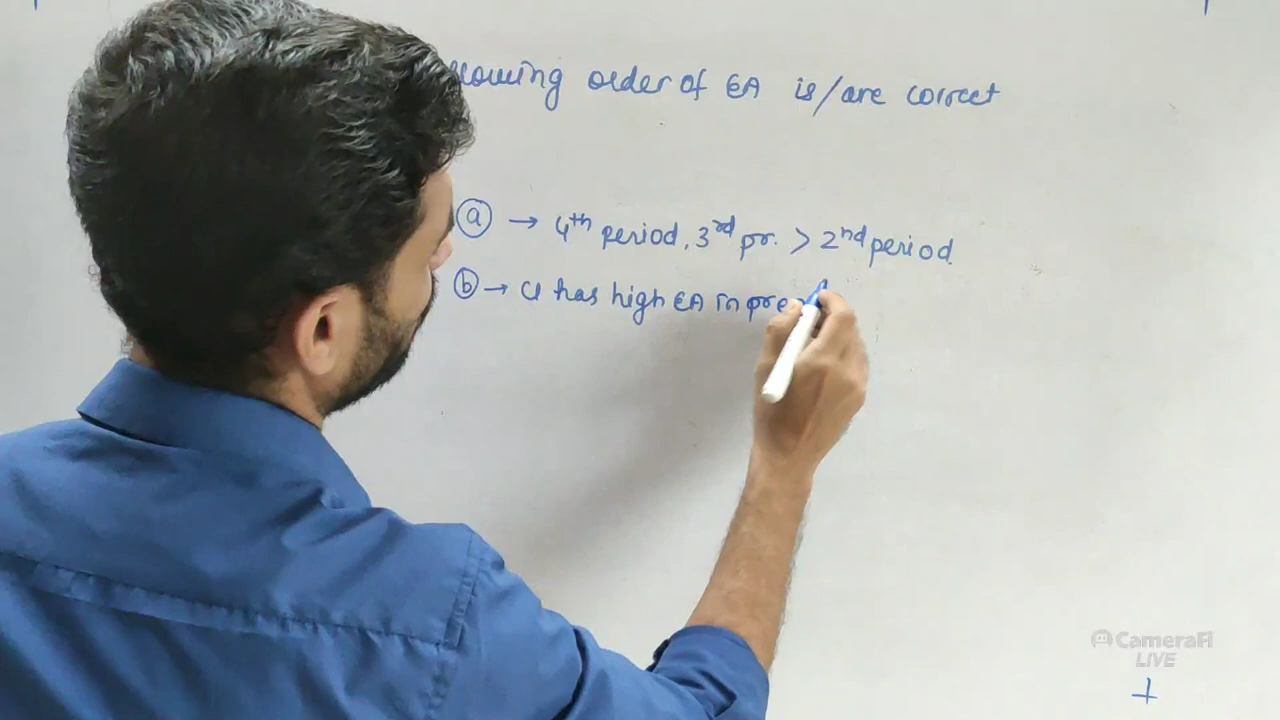 llowing order of EA is/are correct
ⓐ → 4th period, 3rd pr. > 2nd period.
ⓑ → Cl has high EA in pre
CameraFi
LIVE
+